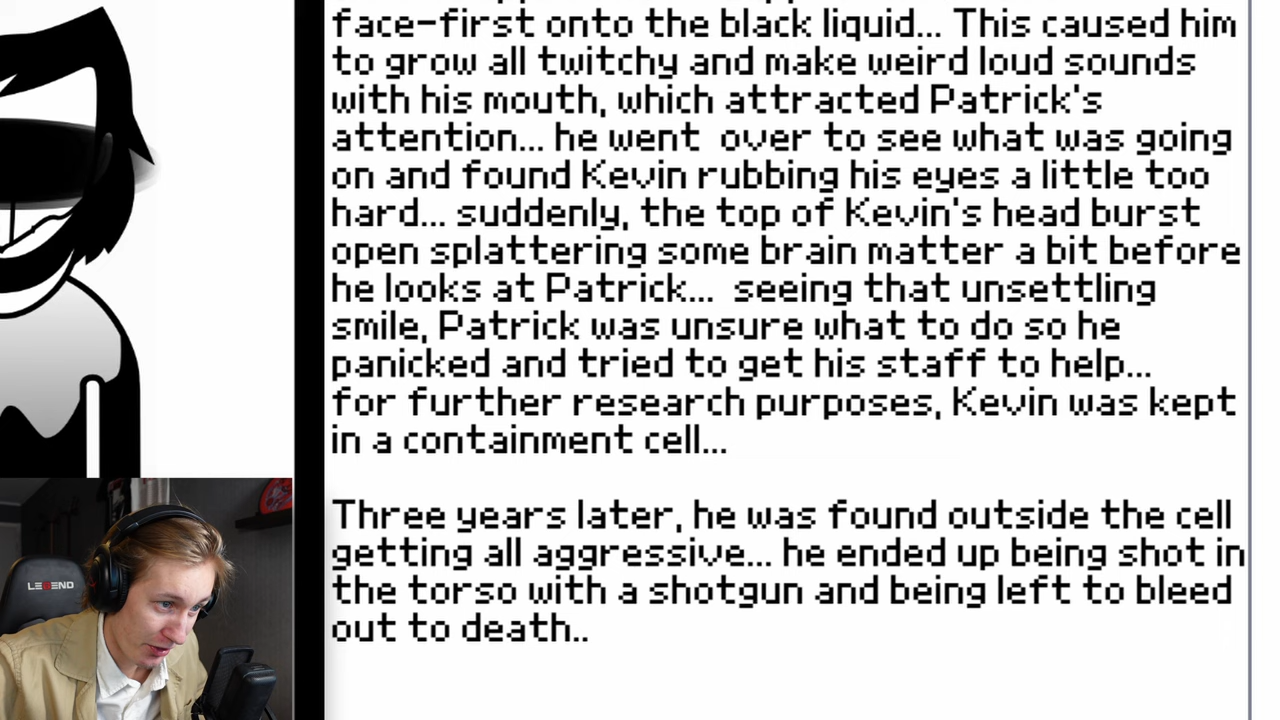 face-first onto the black liquid... This caused him
to grow all twitchy and make weird loud sounds
with his mouth, which attracted Patrick's
attention... he went  over to see what was going
on and found Kevin rubbing his eyes a little too
hard... suddenly, the top of Kevin's head burst
open splattering some brain matter a bit before
he looks at Patrick...  seeing that unsettling
smile, Patrick was unsure what to do so he
panicked and tried to get his staff to help...
for further research purposes, Kevin was kept
in a containment cell...
Three years later, he was found outside the cell
getting all aggressive... he ended up being shot in
the torso with a shotgun and being left to bleed
out to death..
LEGEND